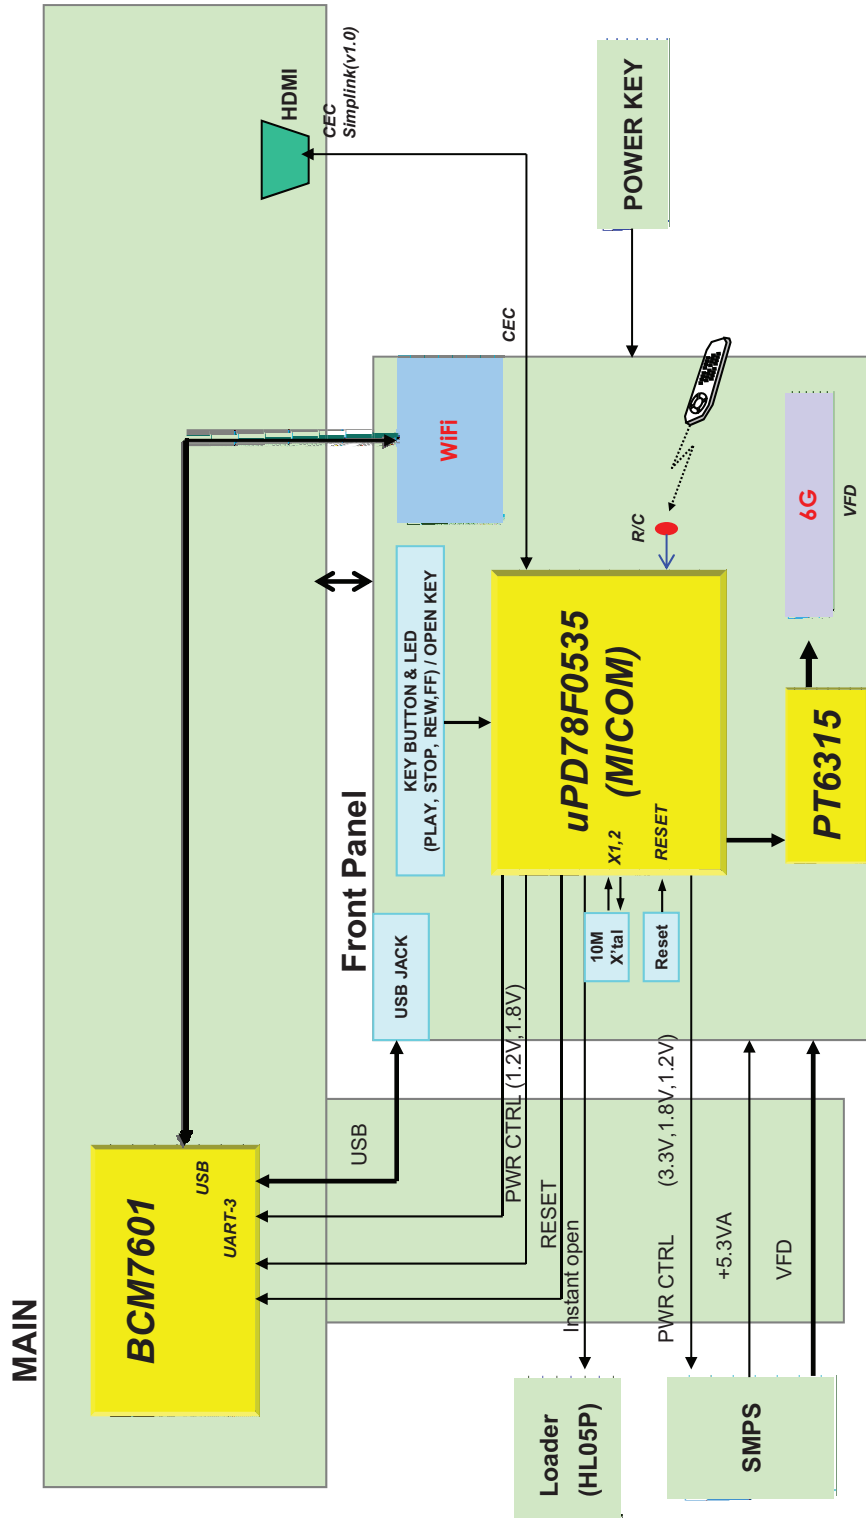 MAIN
BCM7601
USB
UART-3
HDMI
CEC
Simplink(v1.0)
USB
PWR CTRL (1.2V,1.8V)
RESET
Instant open
PWR CTRL
(3.3V,1.8V,1.2V)
+5.3VA
VFD
Loader
(HL05P)
SMPS
Front Panel
USB JACK
KEY BUTTON & LED
(PLAY, STOP, REW,FF) / OPEN KEY
WiFi
CEC
10M
X'tal
Reset
X1,2
RESET
uPD78F0535
(MICOM)
R/C
PT6315
6G
VFD
POWER KEY